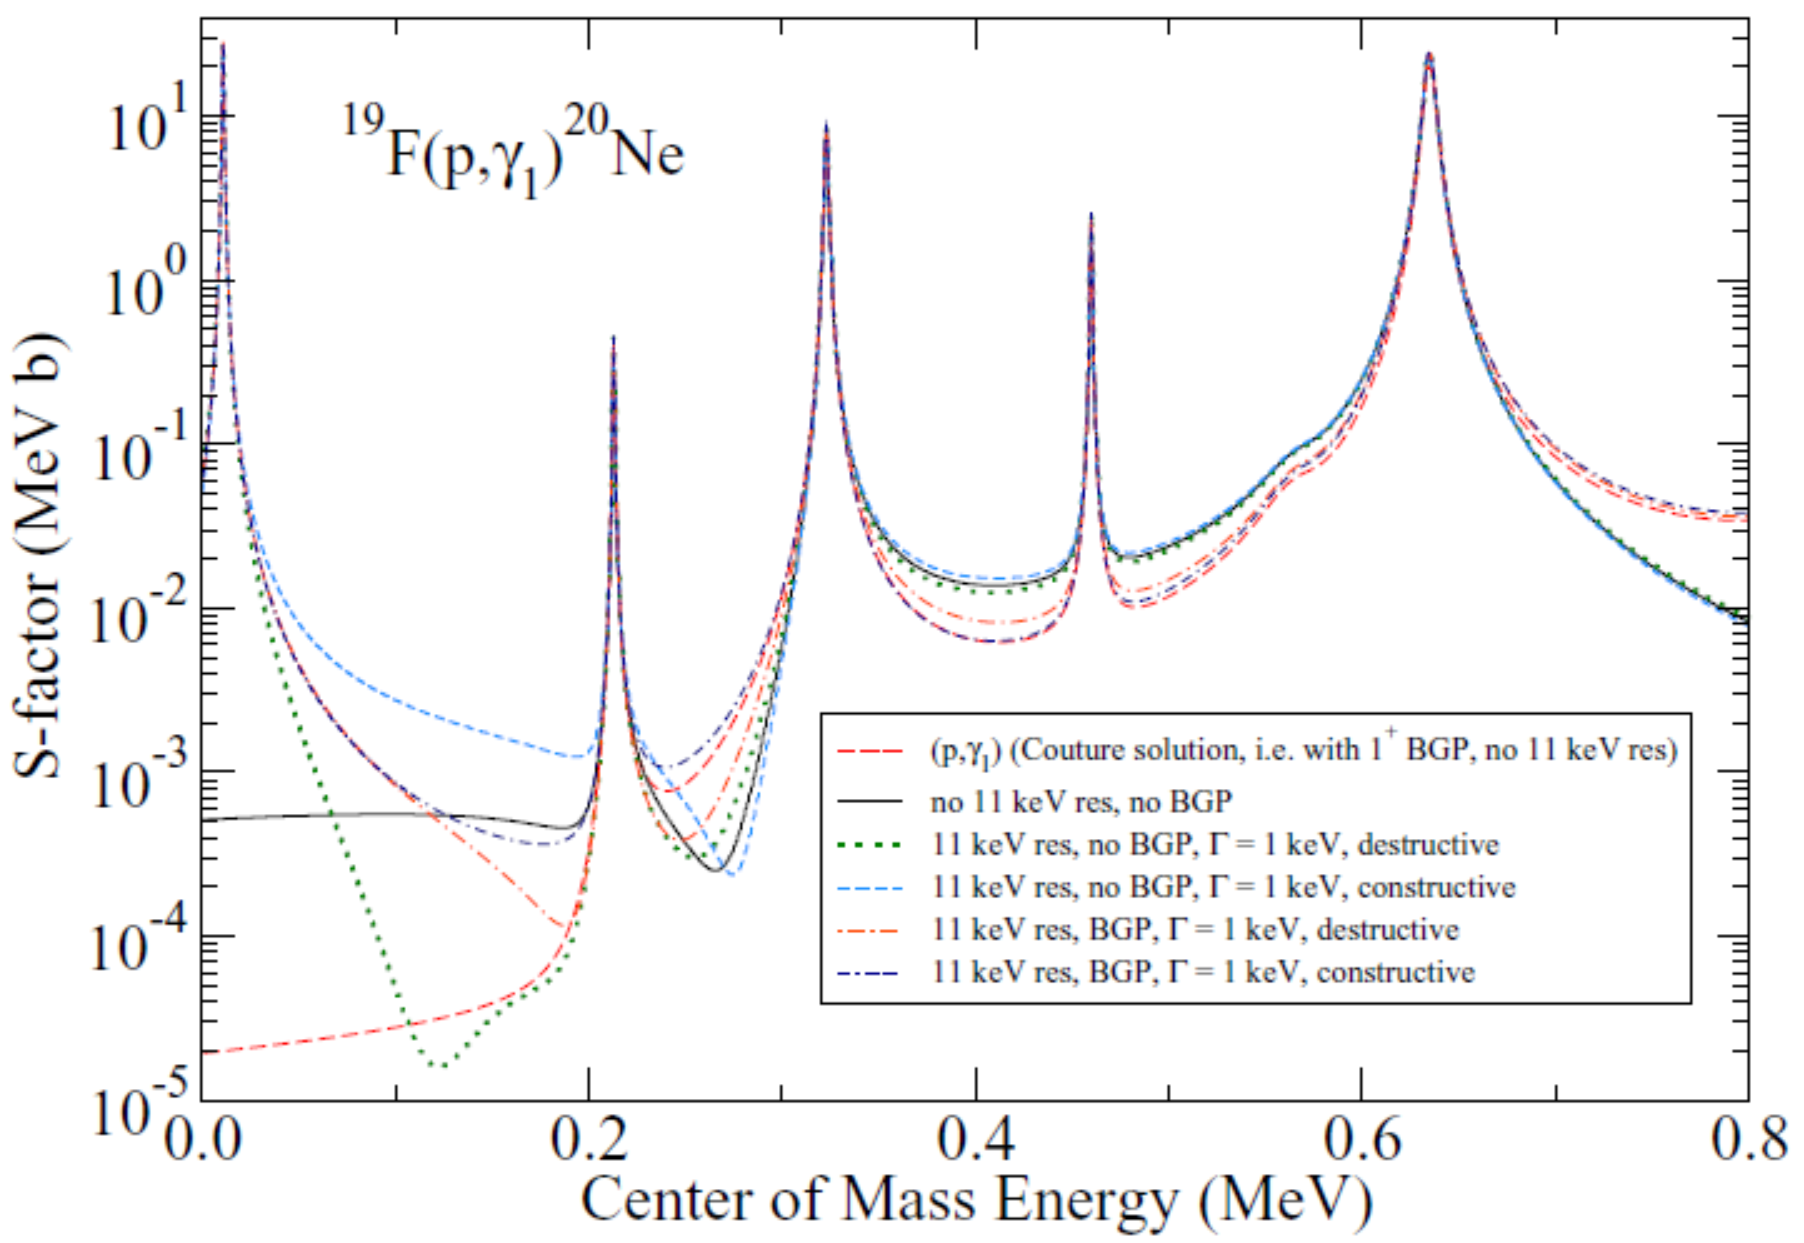 ¹⁹F(p,γ₁)²⁰Ne
S-factor (MeV b)
10¹
10⁰
10⁻¹
10⁻²
10⁻³
10⁻⁴
10⁻⁵
(p,γ₁) (Couture solution, i.e. with 1⁺ BGP, no 11 keV res)
no 11 keV res, no BGP
11 keV res, no BGP, Γ = 1 keV, destructive
11 keV res, no BGP, Γ = 1 keV, constructive
11 keV res, BGP, Γ = 1 keV, destructive
11 keV res, BGP, Γ = 1 keV, constructive
0.0 0.2 0.4 0.6 0.8
Center of Mass Energy (MeV)